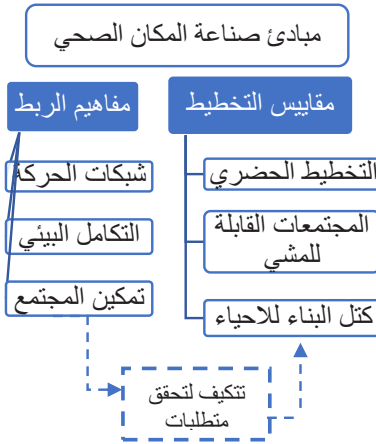 مبادئ صناعة المكان الصحي
مقاييس التخطيط
مفاهيم الربط
التخطيط الحضري
شبكات الحركة
المجتمعات القابلة
للمشي
التكامل البيئي
كتل البناء للاحياء
تمكين المجتمع
تتكيف لتحقق
متطلبات